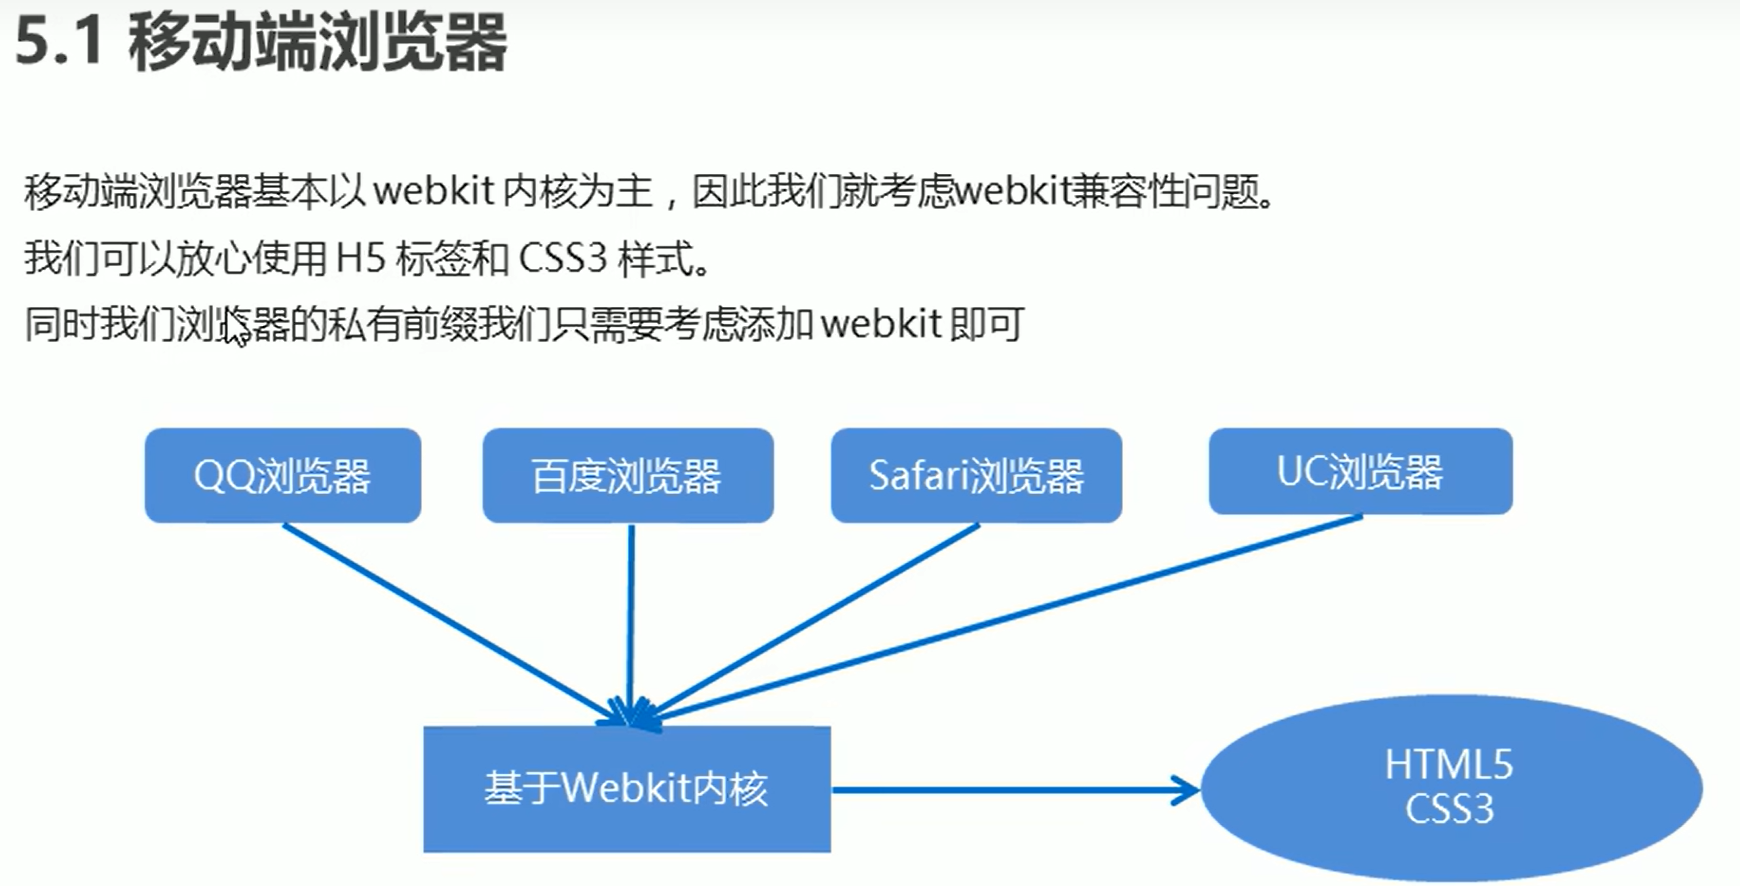 5.1 移动端浏览器
移动端浏览器基本以 webkit 内核为主，因此我们就考虑webkit兼容性问题。
我们可以放心使用 H5 标签和 CSS3 样式。
同时我们浏览器的私有前缀我们只需要考虑添加 webkit 即可
QQ浏览器
百度浏览器
Safari浏览器
UC浏览器
基于Webkit内核
HTML5
CSS3